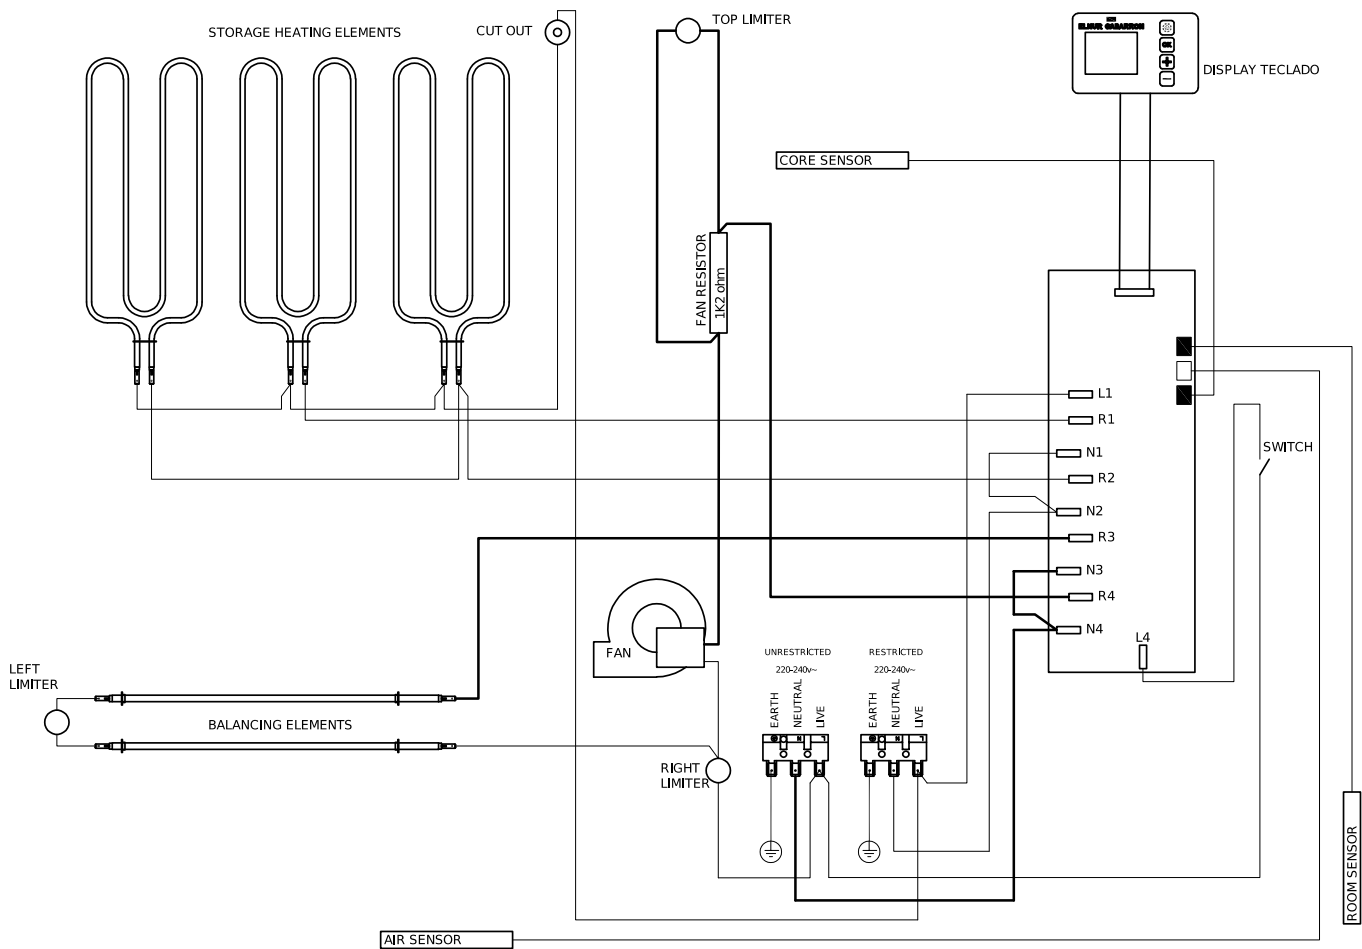 STORAGE HEATING ELEMENTS
CUT OUT
TOP LIMITER
ELNUR GABARRON
OK
DISPLAY TECLADO
CORE SENSOR
FAN RESISTOR
1K2 ohm
L1
R1
N1
SWITCH
R2
N2
R3
N3
R4
N4
L4
FAN
UNRESTRICTED
220-240v~
RESTRICTED
220-240v~
LEFT
LIMITER
BALANCING ELEMENTS
EARTH
NEUTRAL
LIVE
EARTH
NEUTRAL
LIVE
N
L
N
L
RIGHT
LIMITER
ROOM SENSOR
AIR SENSOR